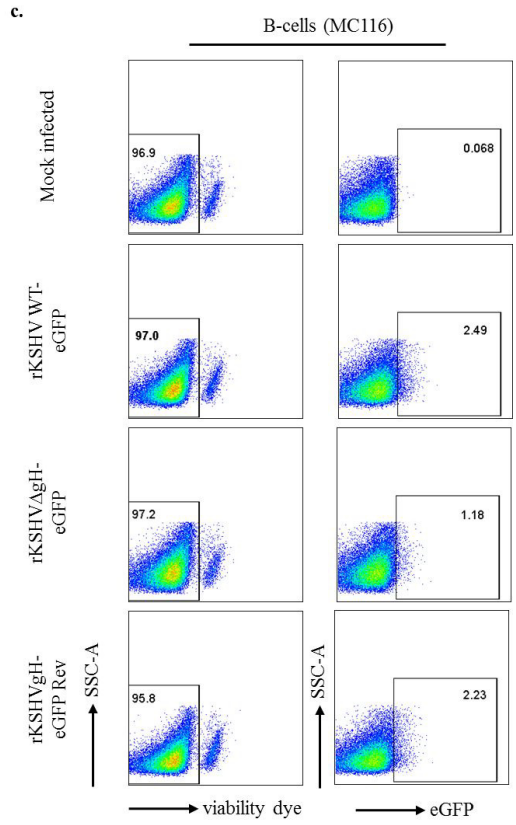 c.
B-cells (MC116)
Mock infected
96.9
0.068
rKSHV WT-
eGFP
97.0
2.49
rKSHVΔgH-
eGFP
97.2
1.18
rKSHVgH-
eGFP Rev
95.8
2.23
SSC-A
SSC-A
viability dye
eGFP